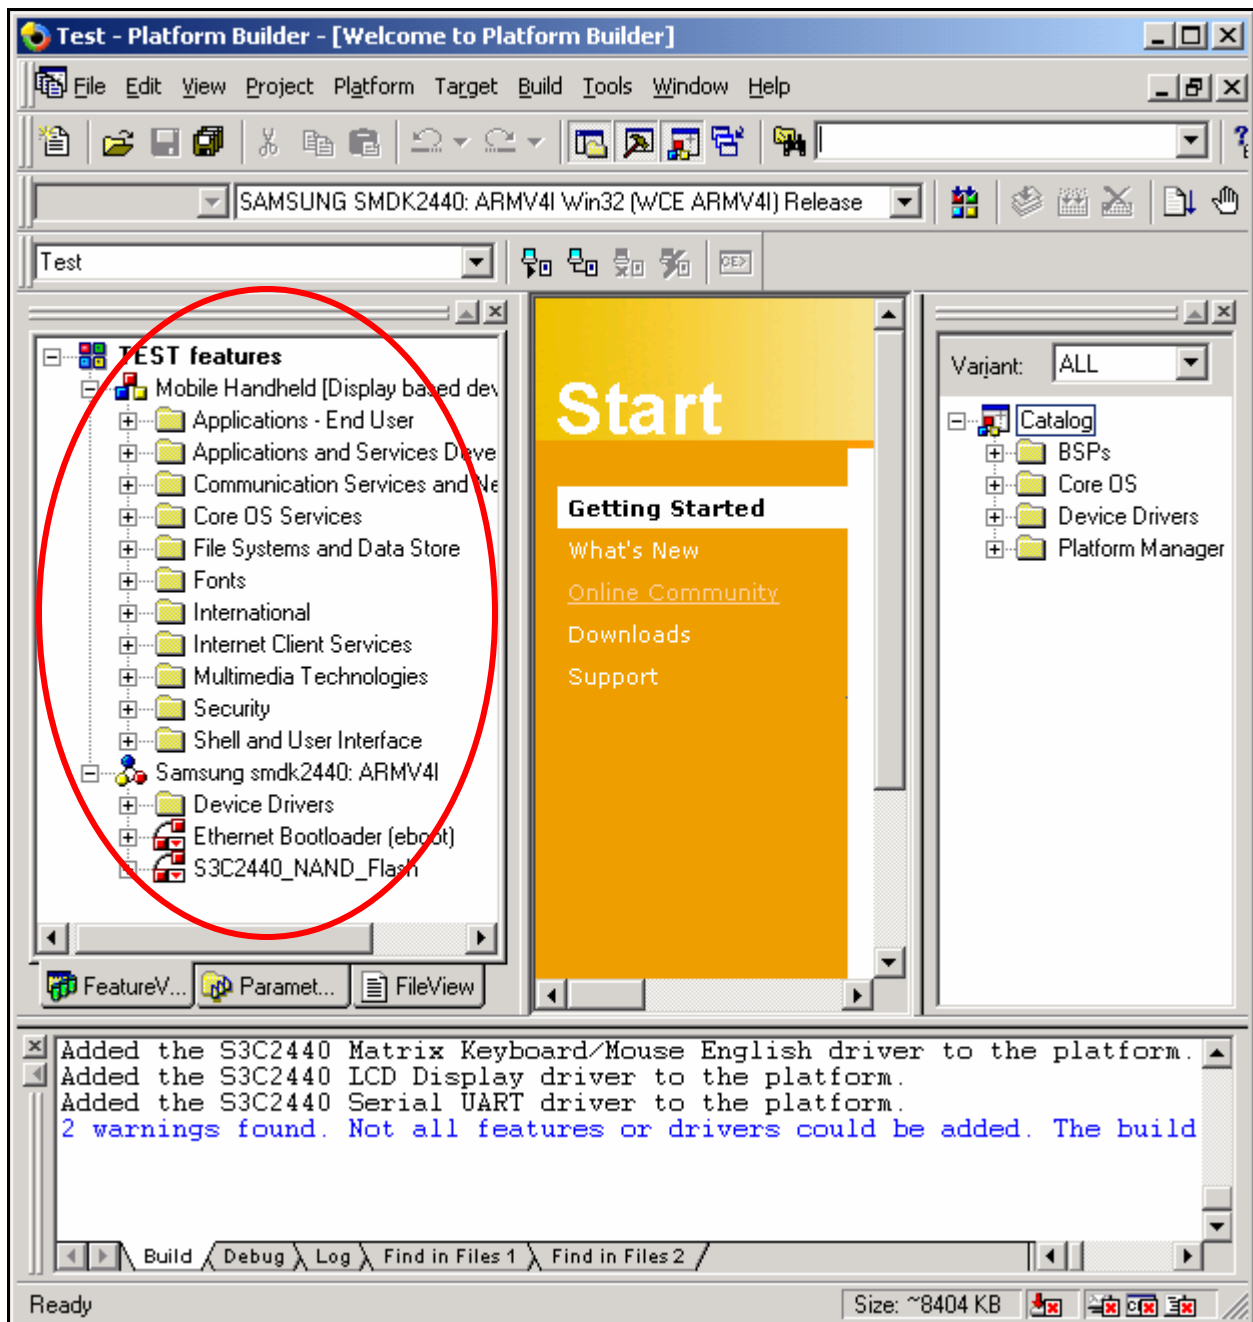 Test - Platform Builder - [Welcome to Platform Builder]
File Edit View Project Platform Target Build Tools Window Help
SAMSUNG SMDK2440: ARMV4I Win32 (WCE ARMV4I) Release
Test
TEST features
Mobile Handheld [Display based dev
Applications - End User
Applications and Services Deve
Communication Services and Ne
Core OS Services
File Systems and Data Store
Fonts
International
Internet Client Services
Multimedia Technologies
Security
Shell and User Interface
Samsung smdk2440: ARMV4I
Device Drivers
Ethernet Bootloader (eboot)
S3C2440_NAND_Flash
FeatureV... Paramet... FileView
Start
Getting Started
What's New
Online Community
Downloads
Support
Variant: ALL
Catalog
BSPs
Core OS
Device Drivers
Platform Manager
Added the S3C2440 Matrix Keyboard/Mouse English driver to the platform.
Added the S3C2440 LCD Display driver to the platform.
Added the S3C2440 Serial UART driver to the platform.
2 warnings found. Not all features or drivers could be added. The build
Build Debug Log Find in Files 1 Find in Files 2
Ready Size: ~8404 KB